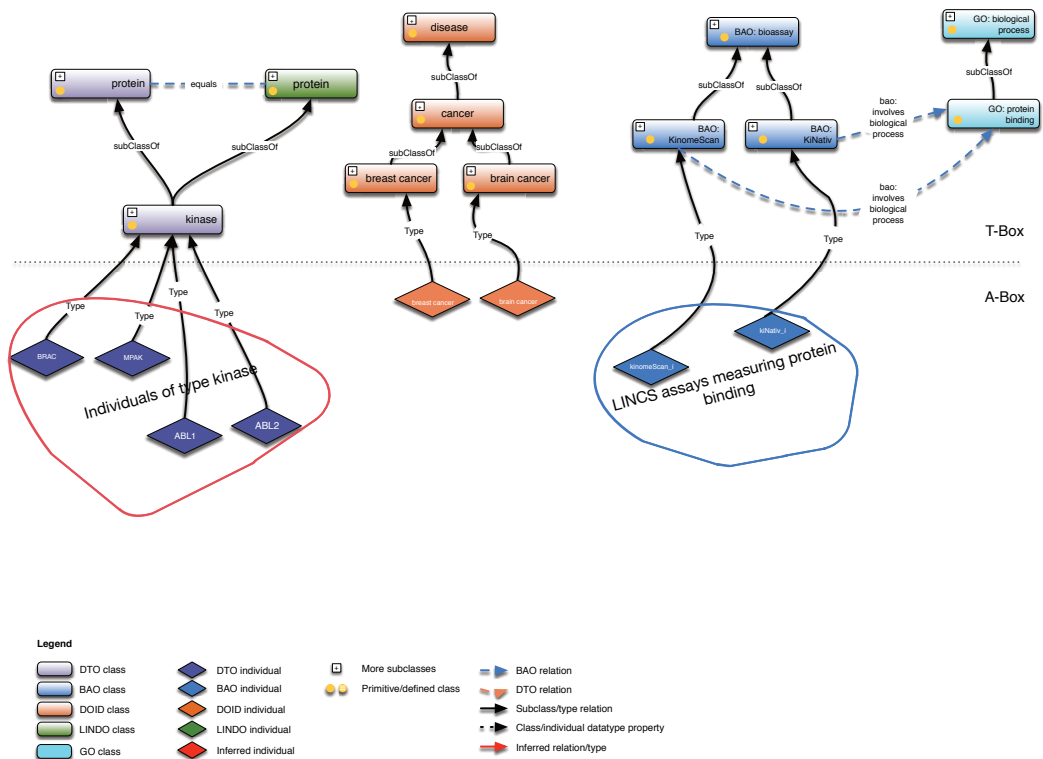 disease
BAO: bioassay
GO: biological
process
subClassOf
subClassOf
subClassOf
subClassOf
protein
equals
protein
bao:
involves
biological
process
cancer
GO: protein
binding
BAO:
KinomeScan
BAO:
KiNativ
subClassOf
subClassOf
subClassOf
subClassOf
breast cancer
brain cancer
bao:
involves
biological
process
kinase
Type
Type
Type
Type
T-Box
A-Box
Type
Type
Type
Type
breast cancer
brain cancer
BRAC
MPAK
kiNativ_i
kinomeScan_i
Individuals of type kinase
LINCS assays measuring protein
binding
ABL1
ABL2
Legend
DTO class
BAO class
DOID class
LINDO class
GO class
DTO individual
BAO individual
DOID individual
LINDO individual
Inferred individual
More subclasses
Primitive/defined class
BAO relation
DTO relation
Subclass/type relation
Class/individual datatype property
Inferred relation/type